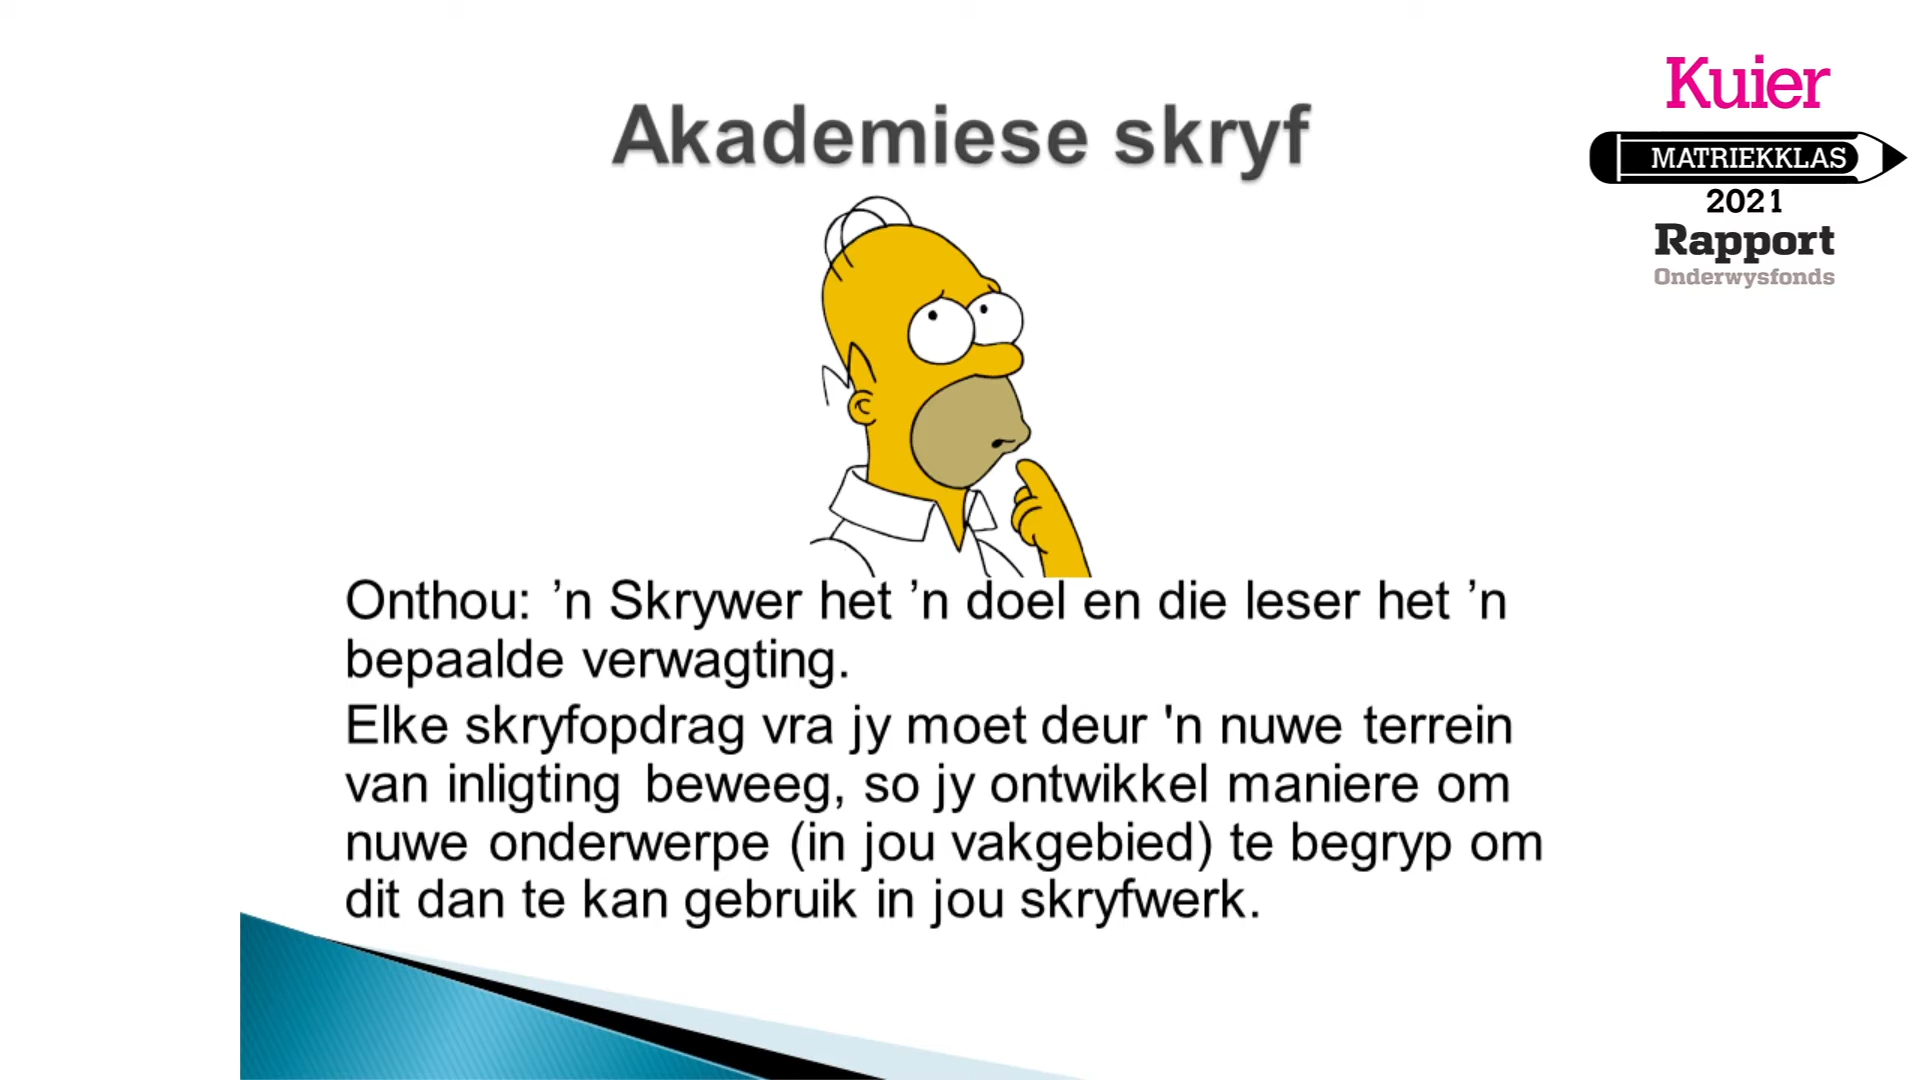 Akademiese skryf
Kuier
MATRIEKKLAS
2021
Rapport
Onderwysfonds
Onthou: ’n Skrywer het ’n doel en die leser het ’n
bepaalde verwagting.
Elke skryfopdrag vra jy moet deur 'n nuwe terrein
van inligting beweeg, so jy ontwikkel maniere om
nuwe onderwerpe (in jou vakgebied) te begryp om
dit dan te kan gebruik in jou skryfwerk.